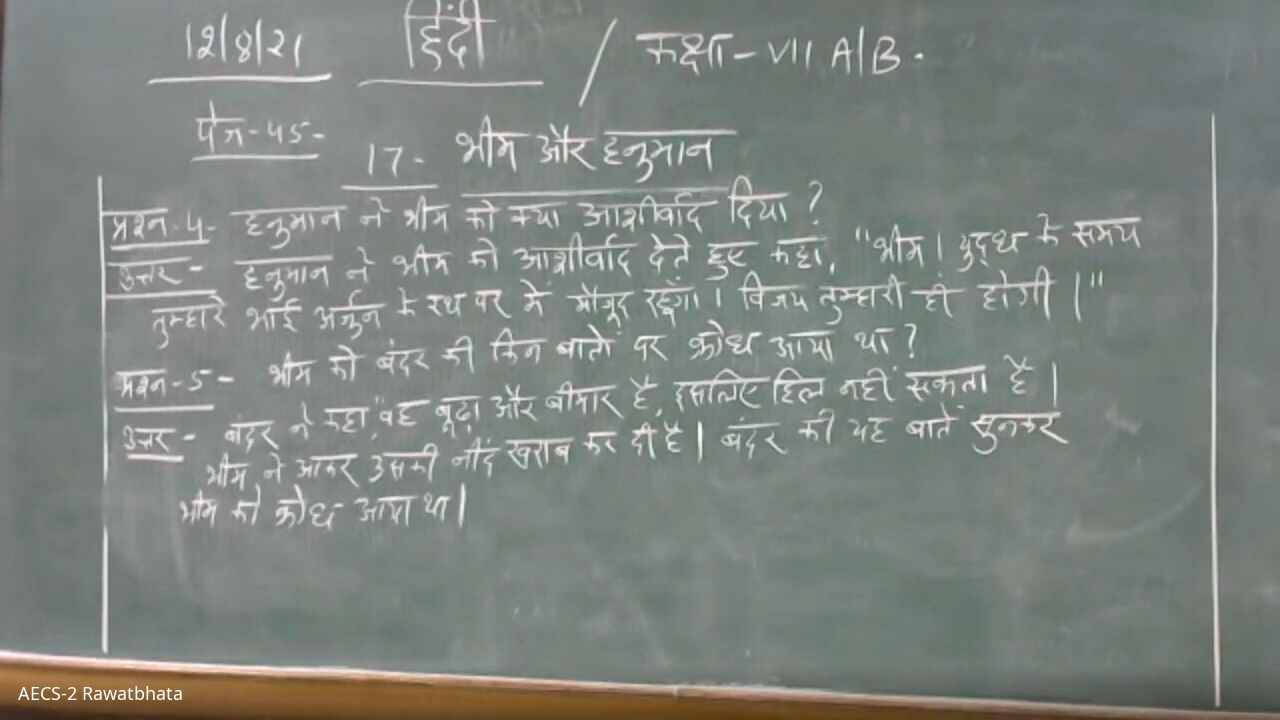 12/8/21 हिंदी / कक्षा - VII A/B.
पेज-45-
17- भीम और हनुमान
प्रश्न-4- हनुमान ने भीम को क्या आशीर्वाद दिया ?
उत्तर - हनुमान ने भीम को आशीर्वाद देते हुए कहा, "भीम । युद्ध के समय
तुम्हारे भाई अर्जुन के रथ पर में मौजूद रहूंगा । विजय तुम्हारी ही होगी ।"
प्रश्न-5- भीम को बंदर की किन बातों पर क्रोध आया था ?
उत्तर - बंदर ने कहा, "वह बूढ़ा और बीमार है, इसलिए हिल नहीं सकता है ।
भीम ने आकर उसकी नींद खराब कर दी है । बंदर की यह बातें सुनकर
भीम को क्रोध आया था ।
AECS-2 Rawatbhata